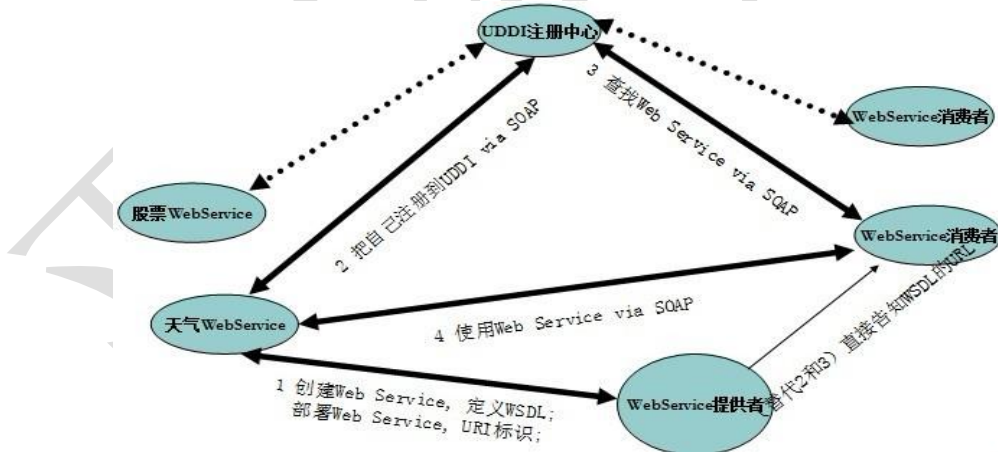 UDDI注册中心
3 查找Web Service via SOAP
WebService消费者
2 把自己注册到UDDI via SOAP
股票WebService
WebService消费者
天气WebService
4 使用Web Service via SOAP
替代2和3）直接告知WSDL的URL
1 创建Web Service, 定义WSDL;
部署Web Service, URI标识;
WebService提供者